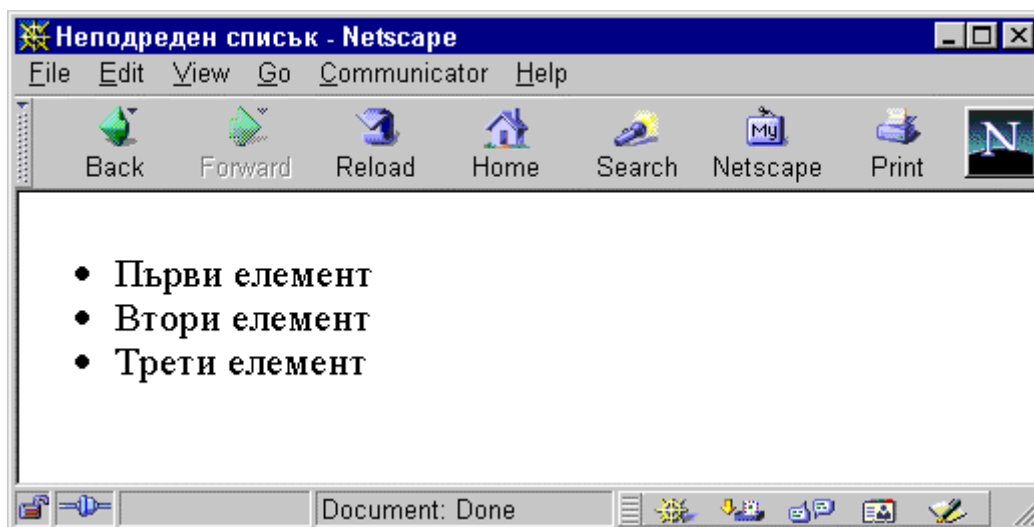 Неподреден списък - Netscape
File Edit View Go Communicator Help
Back Forward Reload Home Search Netscape Print
My
N
• Първи елемент
• Втори елемент
• Трети елемент
Document: Done